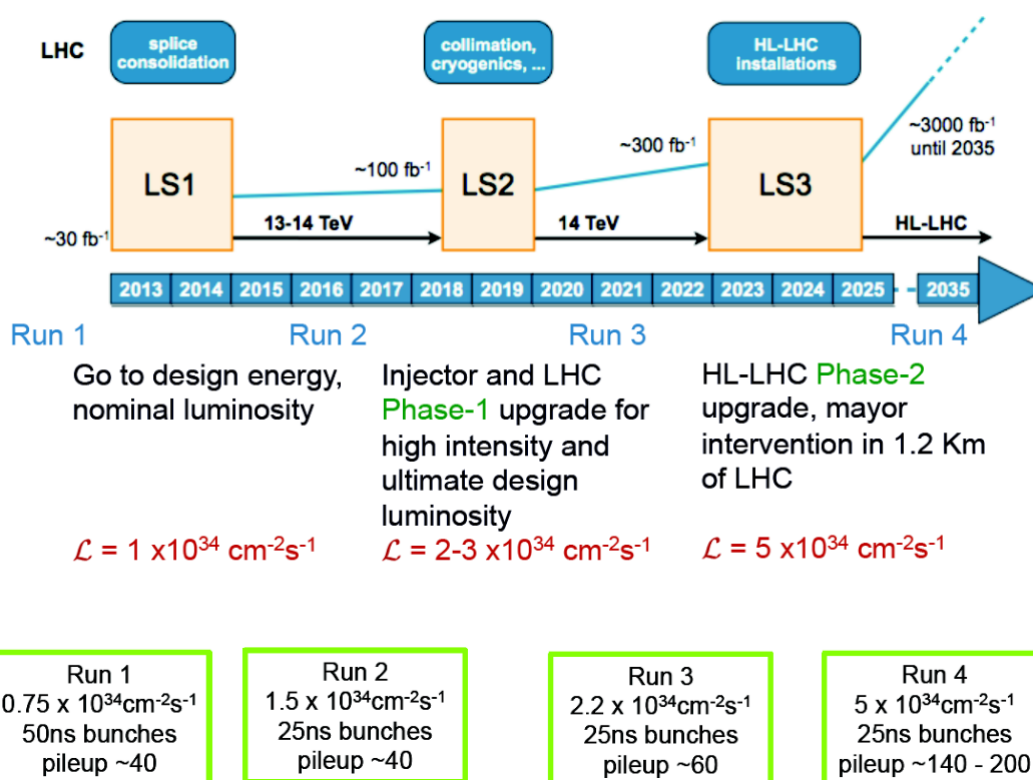 LHC
splice
consolidation
collimation,
cryogenics, ...
HL-LHC
installations
~3000 fb⁻¹
until 2035
~300 fb⁻¹
~100 fb⁻¹
LS1
LS2
LS3
13-14 TeV
14 TeV
HL-LHC
~30 fb⁻¹
2013 2014 2015 2016 2017 2018 2019 2020 2021 2022 2023 2024 2025 2035
Run 1 Run 2 Run 3 Run 4
Go to design energy,
nominal luminosity
ℒ = 1 x10³⁴ cm⁻²s⁻¹
Injector and LHC
Phase-1 upgrade for
high intensity and
ultimate design
luminosity
ℒ = 2-3 x10³⁴ cm⁻²s⁻¹
HL-LHC Phase-2
upgrade, mayor
intervention in 1.2 Km
of LHC
ℒ = 5 x10³⁴ cm⁻²s⁻¹
Run 1
0.75 x 10³⁴cm⁻²s⁻¹
50ns bunches
pileup ~40
Run 2
1.5 x 10³⁴cm⁻²s⁻¹
25ns bunches
pileup ~40
Run 3
2.2 x 10³⁴cm⁻²s⁻¹
25ns bunches
pileup ~60
Run 4
5 x 10³⁴cm⁻²s⁻¹
25ns bunches
pileup ~140 - 200